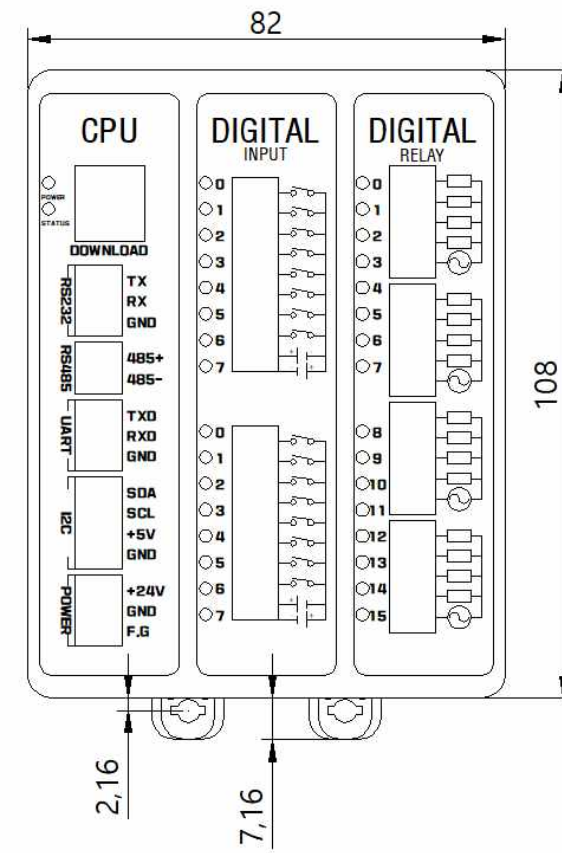 82
CPU
POWER
STATUS
DOWNLOAD
RS232
TX
RX
GND
RS485
485+
485-
UART
TXD
RXD
GND
I2C
SDA
SCL
+5V
GND
POWER
+24V
GND
F.G
DIGITAL
INPUT
0
1
2
3
4
5
6
7
0
1
2
3
4
5
6
7
DIGITAL
RELAY
0
1
2
3
4
5
6
7
8
9
10
11
12
13
14
15
108
2,16
7,16